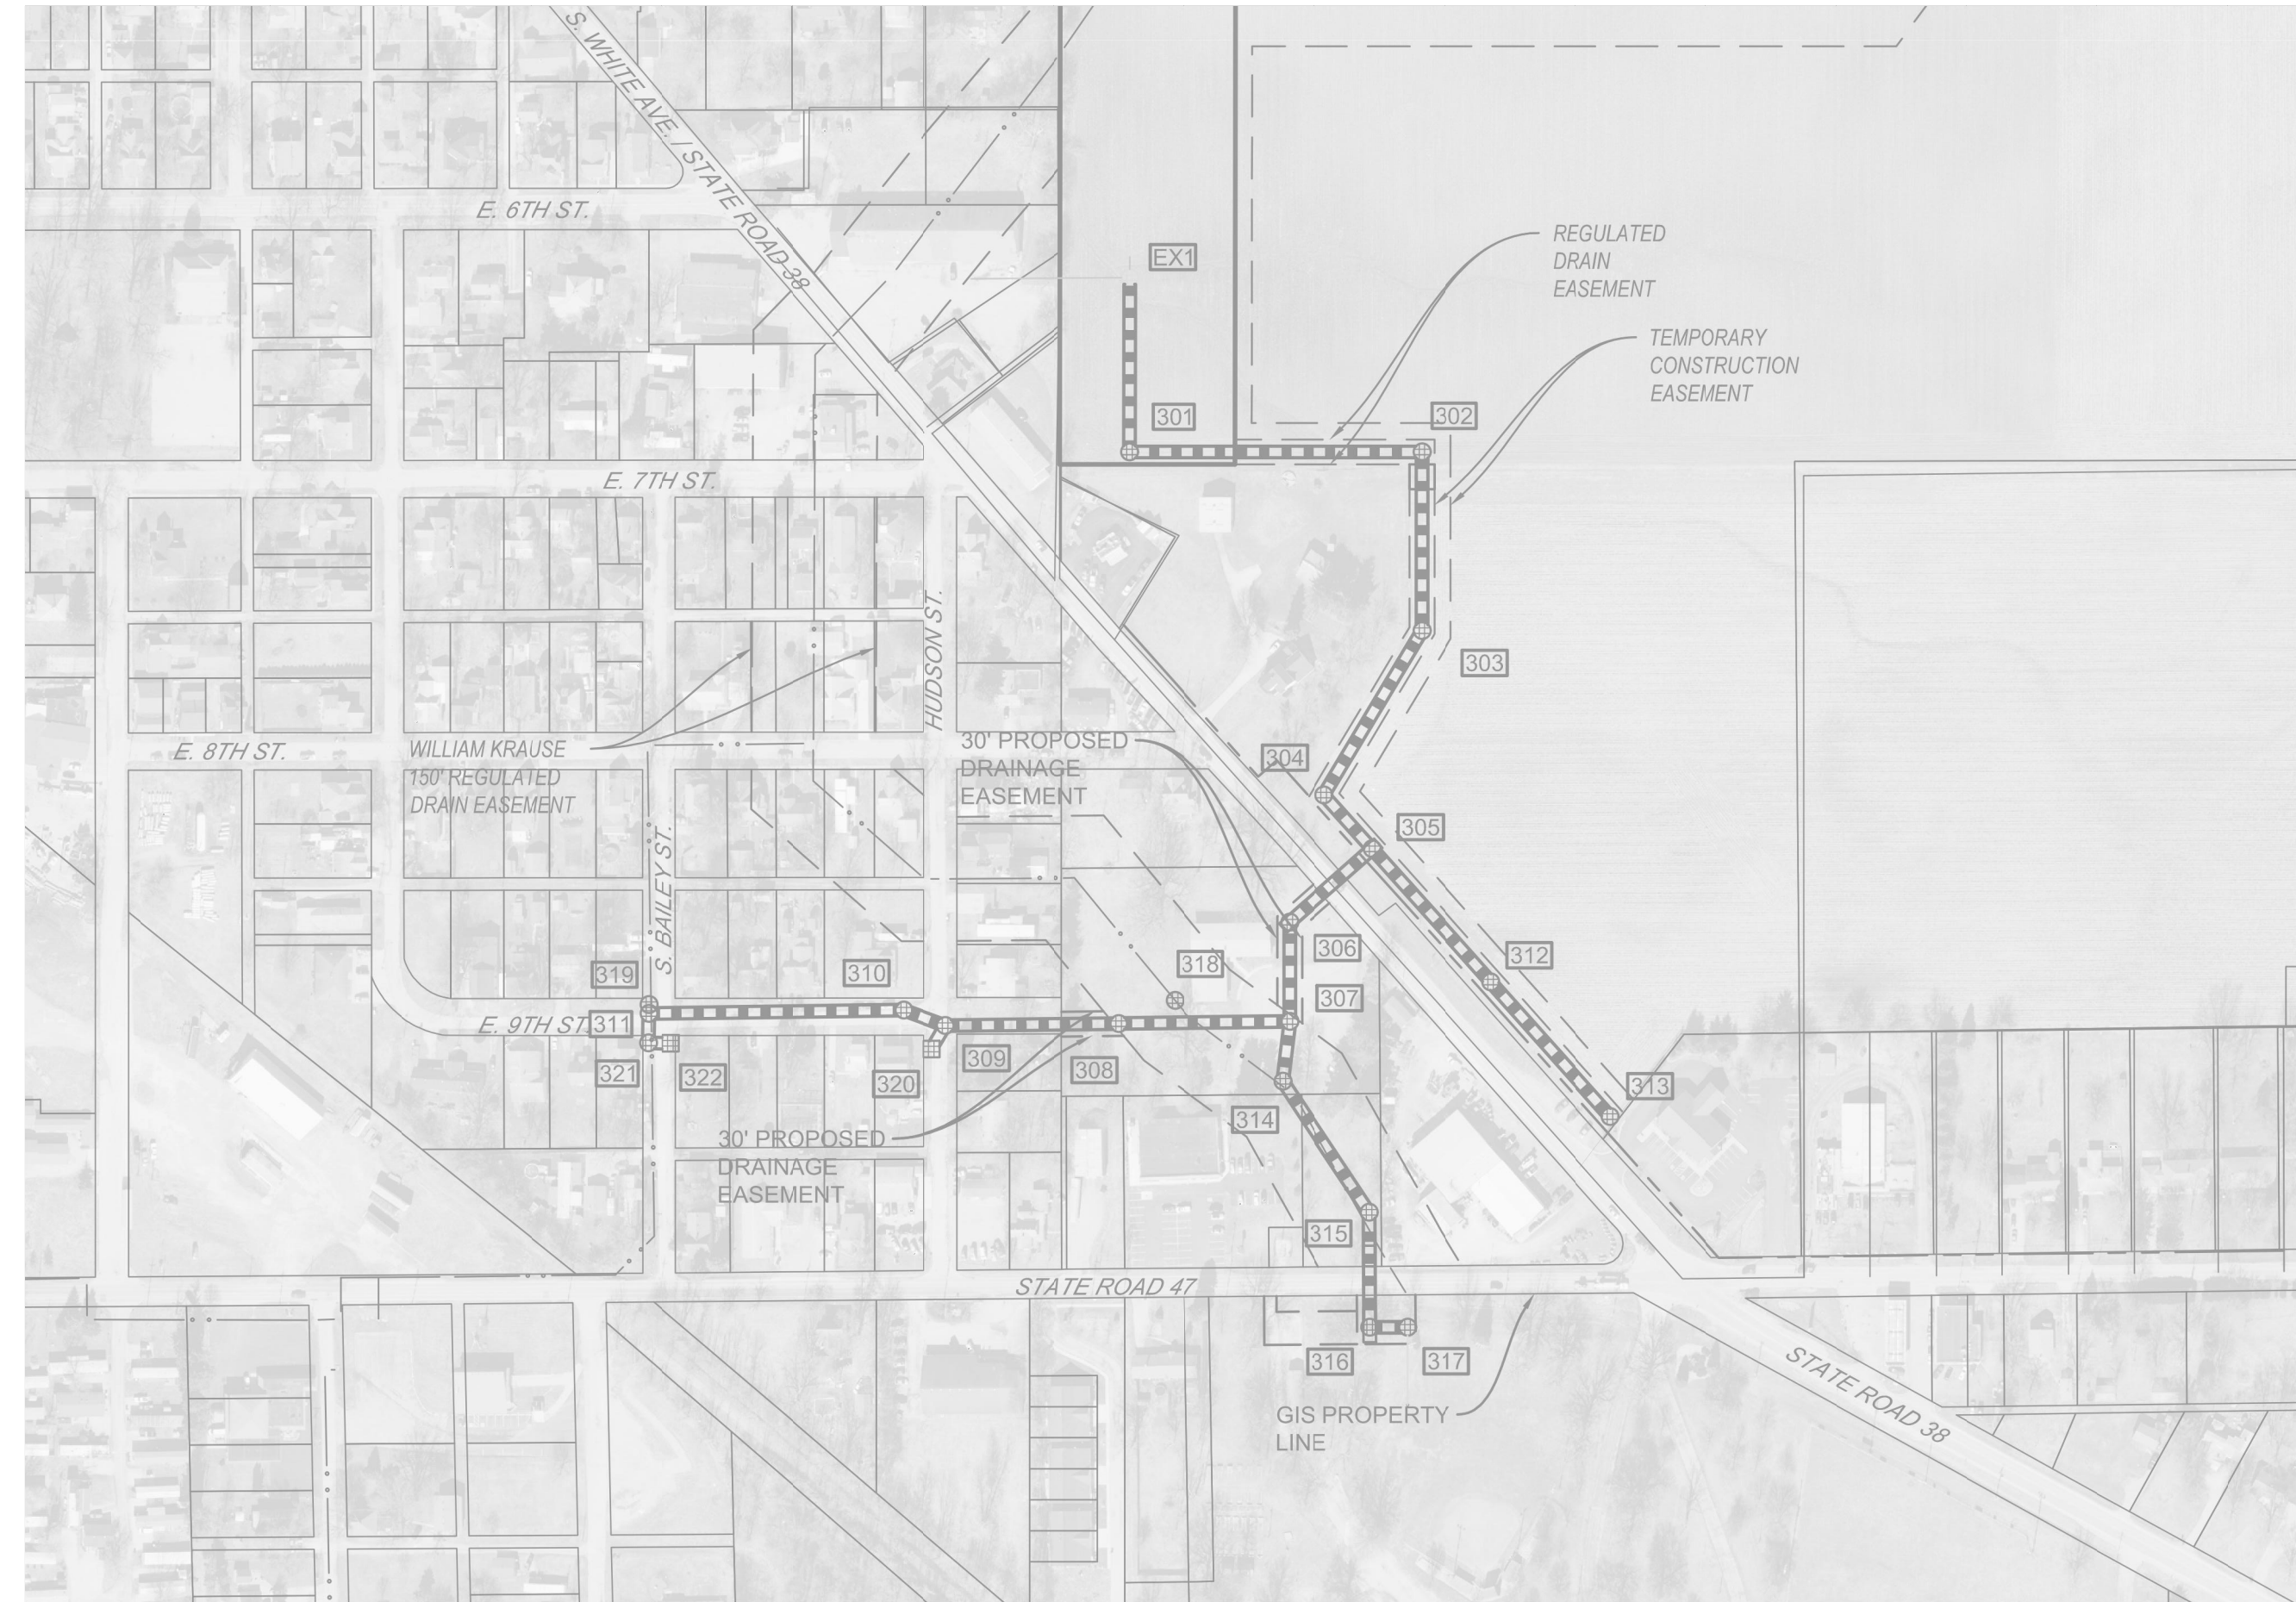 S. WHITE AVE. / STATE ROAD 38
E. 6TH ST.
EX1
REGULATED
DRAIN
EASEMENT
TEMPORARY
CONSTRUCTION
EASEMENT
301
302
E. 7TH ST.
HUDSON ST.
303
E. 8TH ST.
WILLIAM KRAUSE
150' REGULATED
DRAIN EASEMENT
30' PROPOSED
DRAINAGE
EASEMENT
304
305
S. BAILEY ST.
306
312
318
319
310
307
311
E. 9TH ST.
309
308
321
322
320
313
314
30' PROPOSED
DRAINAGE
EASEMENT
315
STATE ROAD 47
316
317
GIS PROPERTY
LINE
STATE ROAD 38